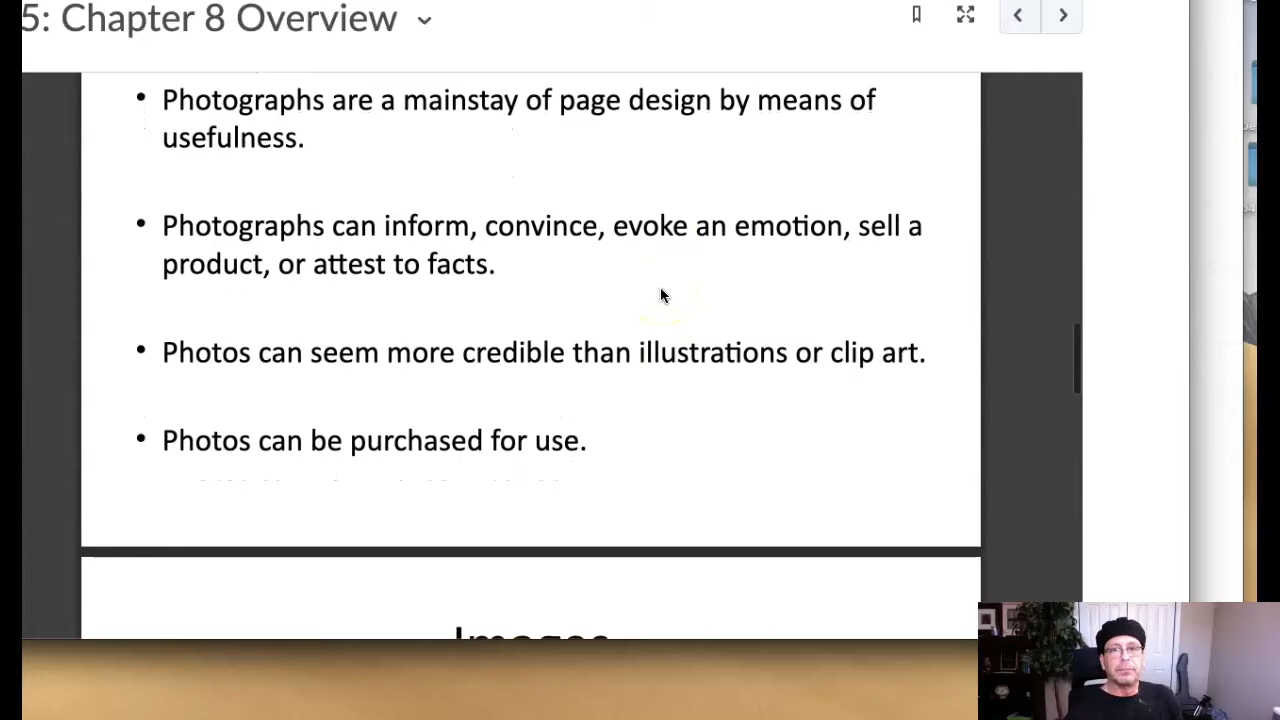 5: Chapter 8 Overview
• Photographs are a mainstay of page design by means of
usefulness.
• Photographs can inform, convince, evoke an emotion, sell a
product, or attest to facts.
• Photos can seem more credible than illustrations or clip art.
• Photos can be purchased for use.
Images